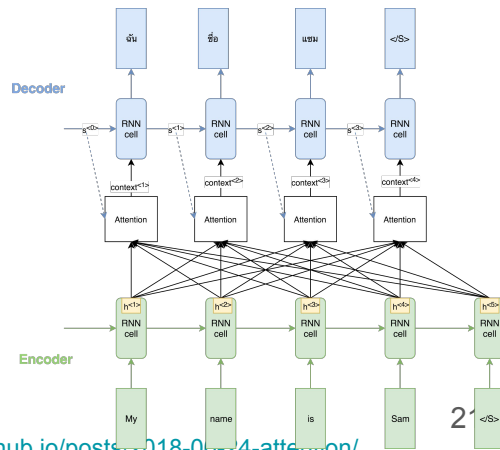 ฉัน ชื่อ แซม </S>
Decoder
RNN cell RNN cell RNN cell RNN cell
s<0> s<1> s<2> s<3>
context<1> context<2> context<3> context<4>
Attention Attention Attention Attention
h<1> h<2> h<3> h<4> h<5>
RNN cell RNN cell RNN cell RNN cell RNN cell
Encoder
My name is Sam </S>